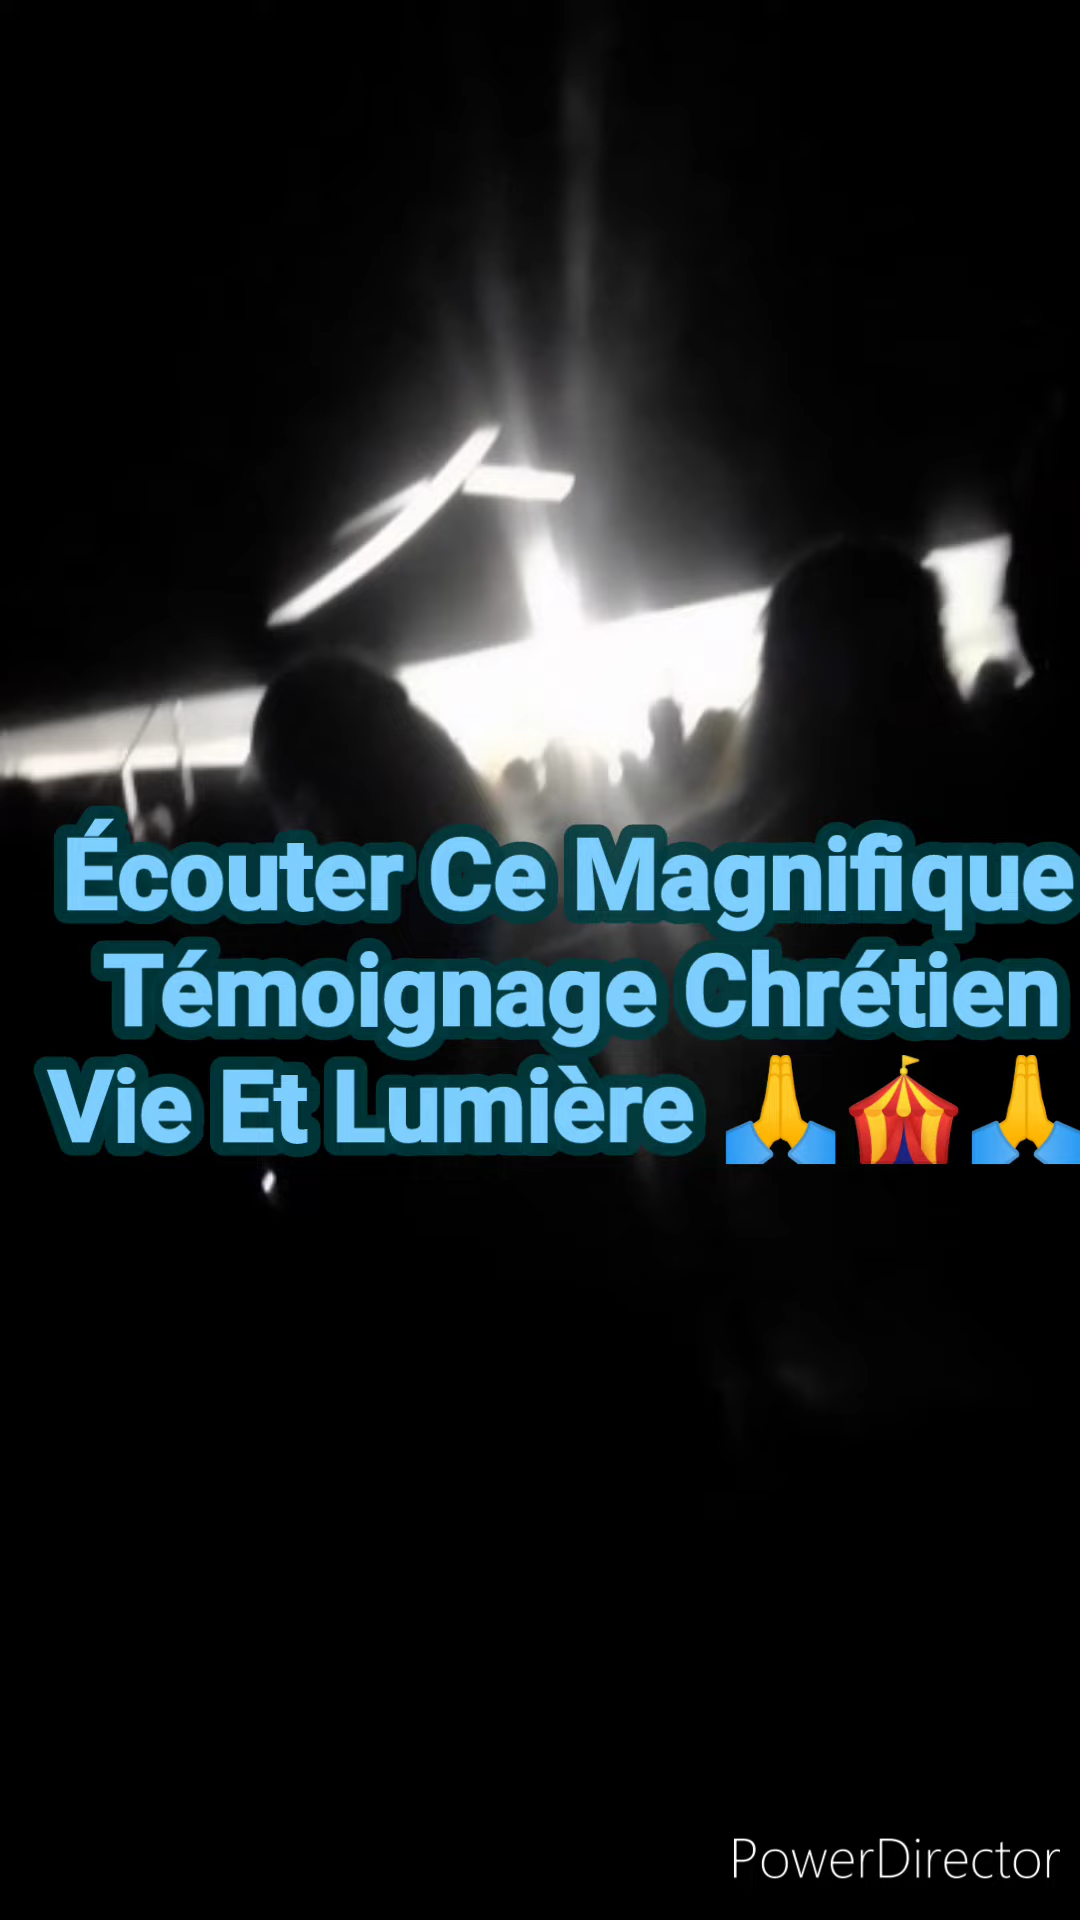 Écouter Ce Magnifique
Témoignage Chrétien
Vie Et Lumière 🙏🎪🙏
PowerDirector